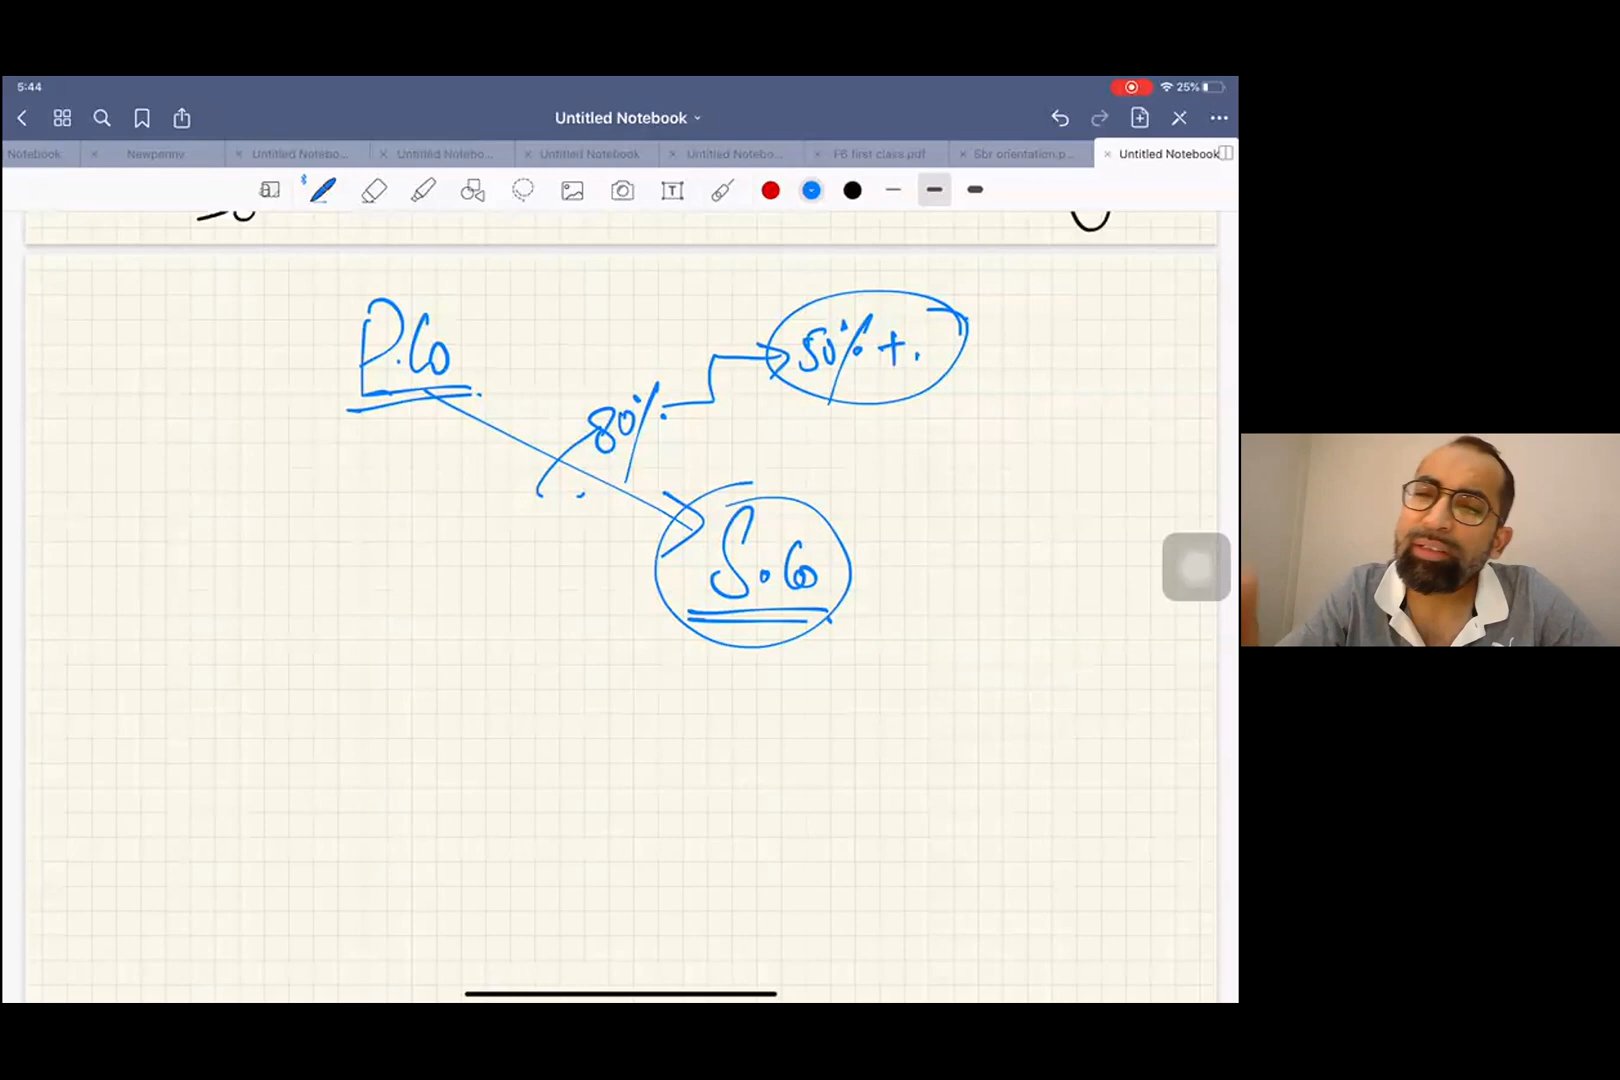 5:44
25%
Untitled Notebook
Notebook
Newpenny
Untitled Notebo...
Untitled Notebo...
Untitled Notebook
Untitled Notebo...
F6 first class.pdf
Sbr orientation.p...
Untitled Notebook
T
P.Co
50%+.
80%.
S.Co